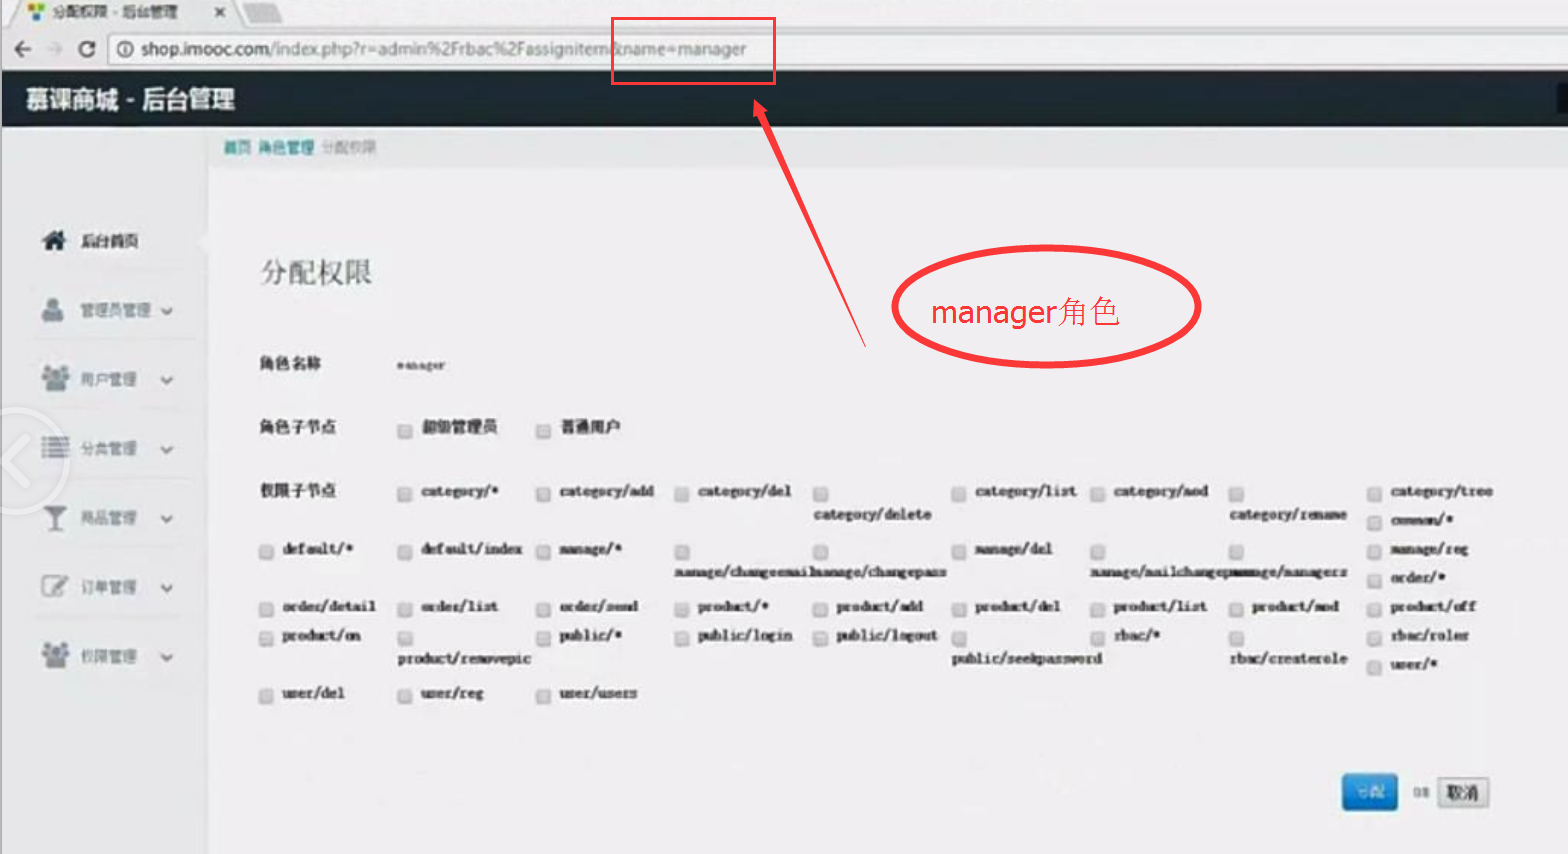 分配权限 - 后台管理
shop.imooc.com/index.php?r=admin%2Frbac%2Fassignitem&name=manager
慕课商城 - 后台管理
首页 角色管理 分配权限
后台首页
管理员管理
用户管理
分类管理
商品管理
订单管理
权限管理
分配权限
manager角色
角色名称 manager
角色子节点 超级管理员 普通用户
权限子节点 category/* category/add category/del category/delete category/list category/mod category/rename category/tree
common/*
default/* default/index manage/* manage/changeemail manage/changepass manage/del manage/mailchangepass manage/managers manage/reg
order/*
order/detail order/list order/send product/* product/add product/del product/list product/mod product/off
product/on product/removepic public/* public/login public/logout public/seekpassword rbac/* rbac/createrole rbac/roles
user/*
user/del user/reg user/users
分配 OR 取消